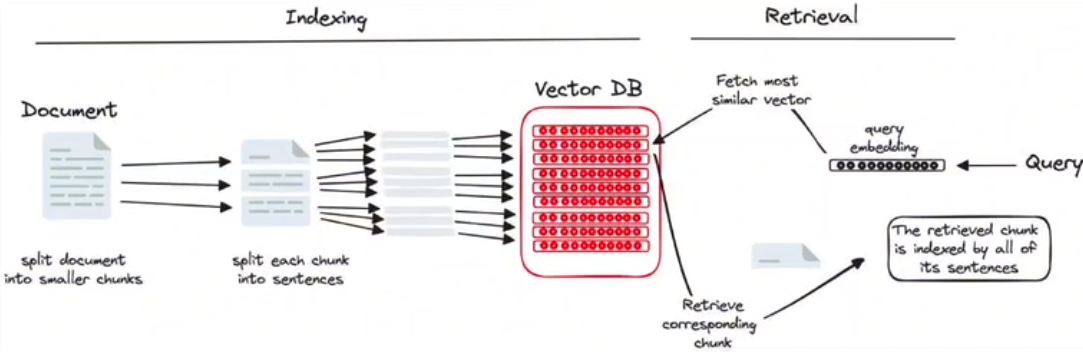 Indexing
Retrieval
Document
Vector DB
Fetch most
similar vector
query
embedding
Query
split document
into smaller chunks
split each chunk
into sentences
The retrieved chunk
is indexed by all of
its sentences
Retrieve
corresponding
chunk